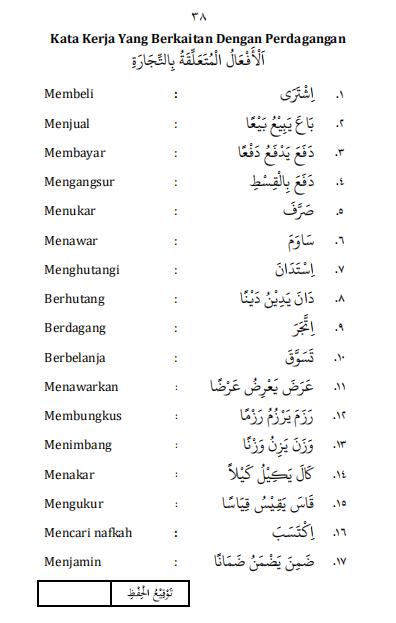 ٣٨
Kata Kerja Yang Berkaitan Dengan Perdagangan
اَلْأَفْعَالُ الْمُتَعَلِّقَةُ بِالتِّجَارَةِ
Membeli : اِشْتَرَى .١
Menjual : بَاعَ يَبِيْعُ بَيْعًا .٢
Membayar : دَفَعَ يَدْفَعُ دَفْعًا .٣
Mengangsur : دَفَعَ بِالْقِسْطِ .٤
Menukar : صَرَّفَ .٥
Menawar : سَاوَمَ .٦
Menghutangi : اِسْتَدَانَ .٧
Berhutang : دَانَ يَدِيْنُ دَيْنًا .٨
Berdagang : اِتَّجَرَ .٩
Berbelanja : تَسَوَّقَ .١٠
Menawarkan : عَرَضَ يَعْرِضُ عَرْضًا .١١
Membungkus : رَزَمَ يَرْزُمُ رَزْمًا .١٢
Menimbang : وَزَنَ يَزِنُ وَزْنًا .١٣
Menakar : كَالَ يَكِيْلُ كَيْلاً .١٤
Mengukur : قَاسَ يَقِيْسُ قِيَاسًا .١٥
Mencari nafkah : اِكْتَسَبَ .١٦
Menjamin : ضَمِنَ يَضْمَنُ ضَمَانًا .١٧
تَوْقِيْعُ الْحِفْظِ